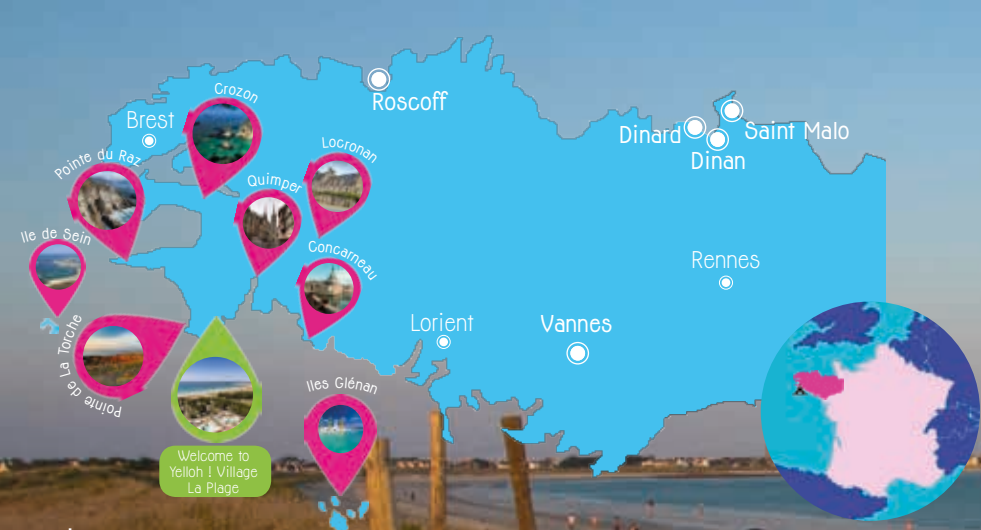 Roscoff
Crozon
Brest
Dinard
Saint Malo
Dinan
Locronan
Pointe du Raz
Quimper
Ile de Sein
Concarneau
Rennes
Lorient
Vannes
Pointe de La Torche
Iles Glénan
Welcome to
Yelloh ! Village
La Plage